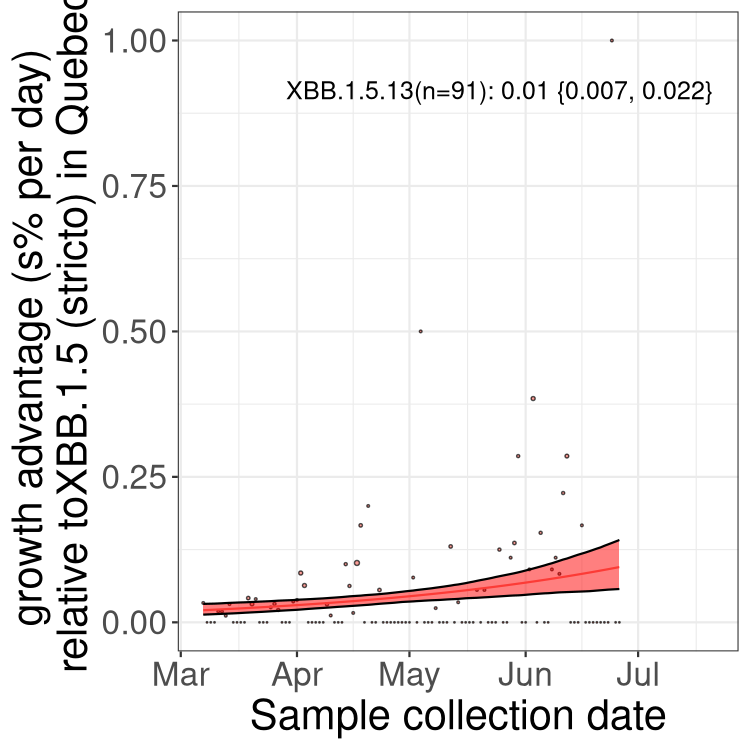 growth advantage (s% per day)
relative toXBB.1.5 (stricto) in Quebec
1.00
0.75
0.50
0.25
0.00
XBB.1.5.13(n=91): 0.01 {0.007, 0.022}
Mar Apr May Jun Jul
Sample collection date